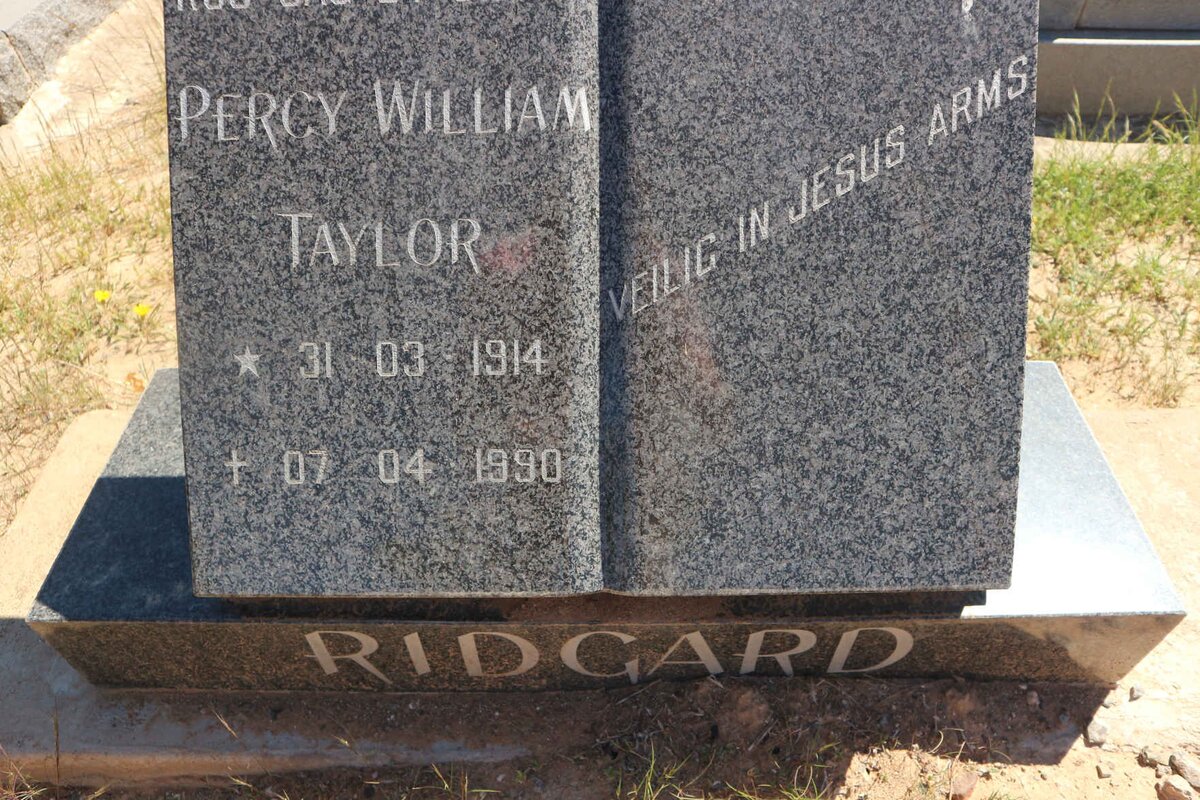 PERCY WILLIAM
TAYLOR
31 03 1914
07 04 1990
VEILIG IN JESUS ARMS
RIDGARD